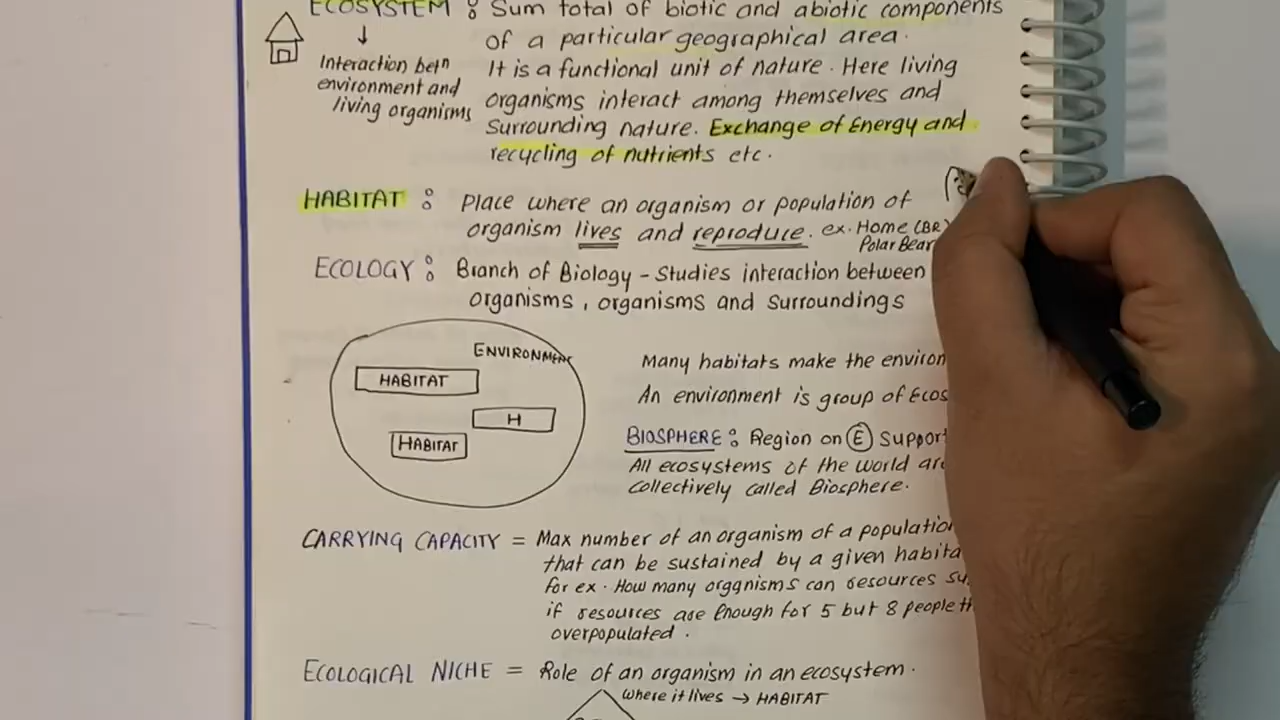 ECOSYSTEM : Sum total of biotic and abiotic components
of a particular geographical area.
↓
Interaction betn
environment and
living organisms
It is a functional unit of nature. Here living
organisms interact among themselves and
surrounding nature. Exchange of Energy and
recycling of nutrients etc.
HABITAT : Place where an organism or population of
organism lives and reproduce. ex. Home (BR)
Polar Bear
ECOLOGY : Branch of Biology - Studies interaction between
organisms, organisms and surroundings
ENVIRONMENT
HABITAT
H
HABITAT
Many habitats make the environ
An environment is group of Ecos
BIOSPHERE : Region on (E) Support
All ecosystems of the world are
collectively called Biosphere.
CARRYING CAPACITY = Max number of an organism of a population
that can be sustained by a given habita
for ex. How many orggnisms can resources su
if resources are Enough for 5 but 8 people th
overpopulated.
ECOLOGICAL NICHE = Role of an organism in an ecosystem.
where it lives → HABITAT